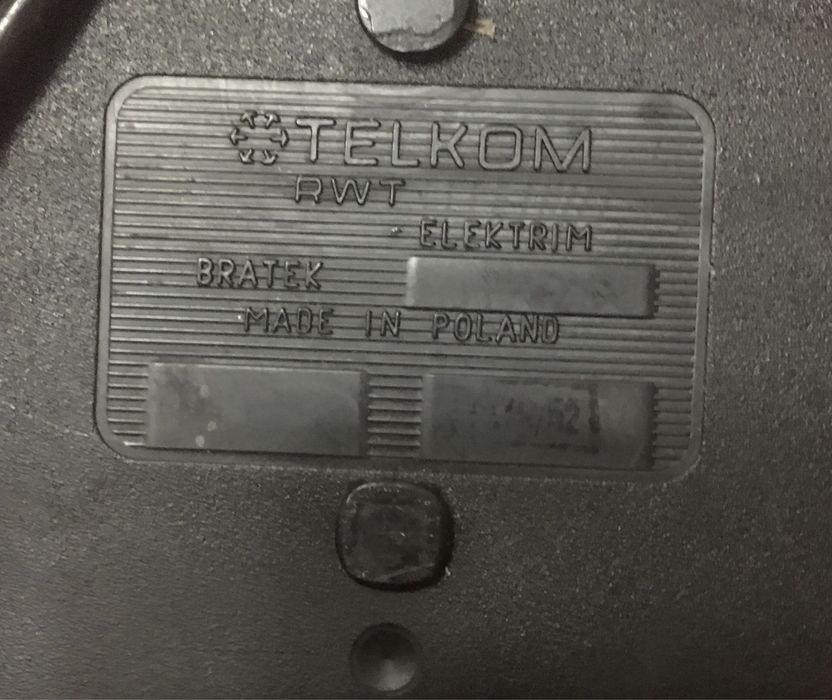 TELKOM
RWT
ELEKTRIM
BRATEK
MADE IN POLAND